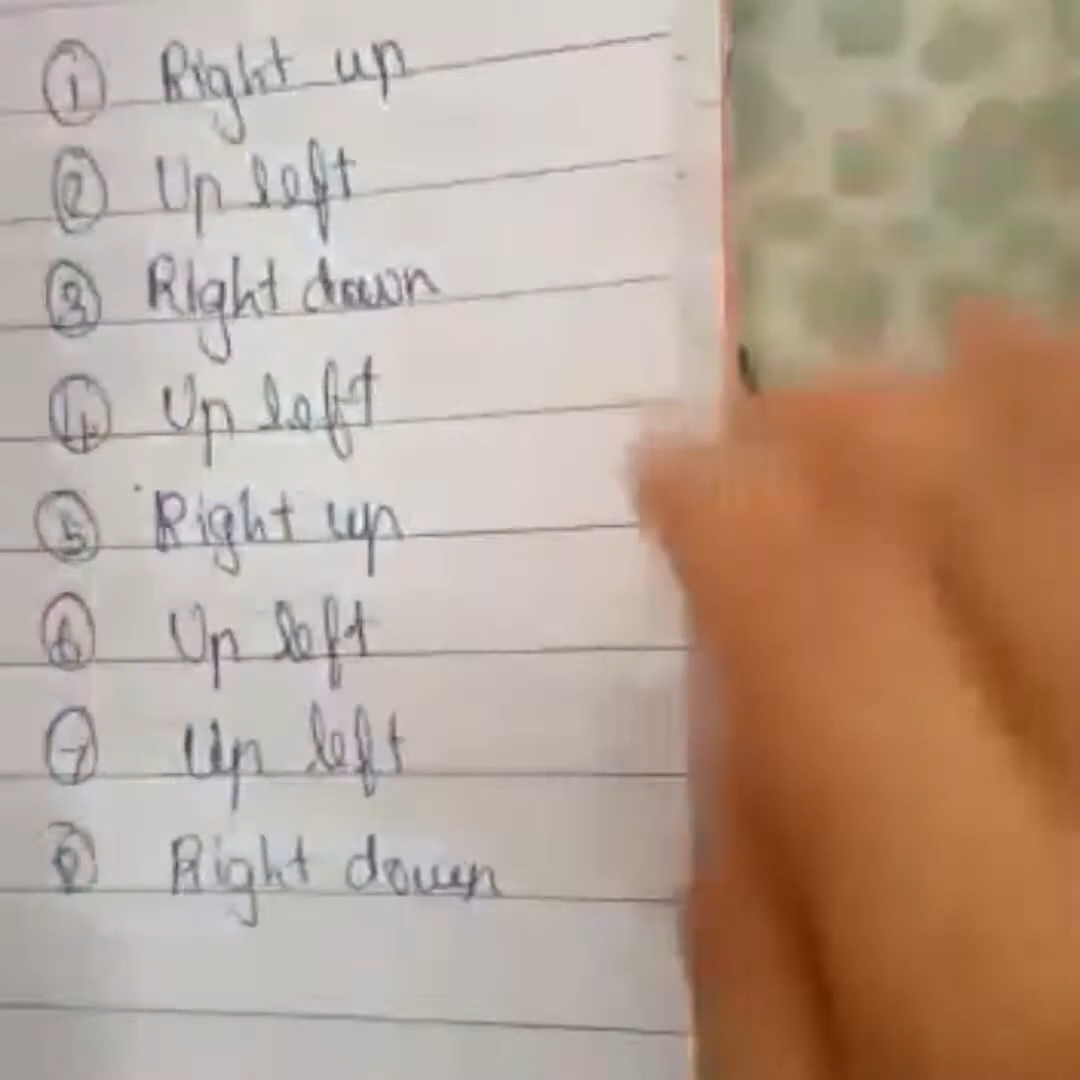 ① Right up
② Up left
③ Right down
④ Up left
⑤ Right up
⑥ Up left
⑦ Up left
⑧ Right down